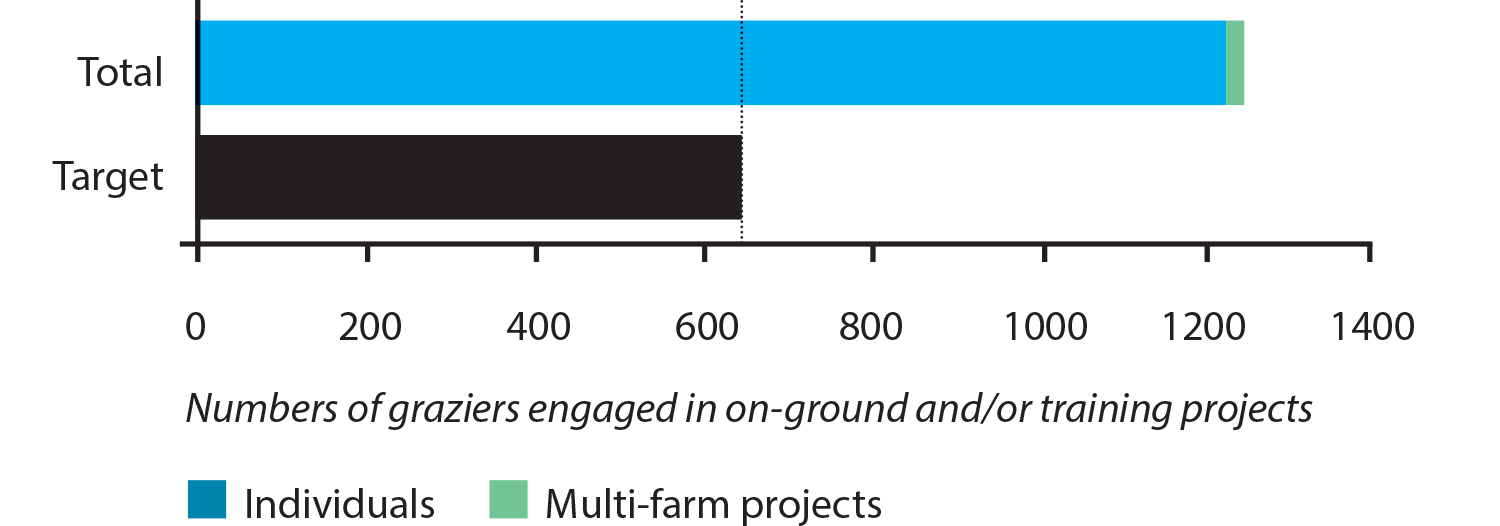 Total
Target
0 200 400 600 800 1000 1200 1400
Numbers of graziers engaged in on-ground and/or training projects
Individuals Multi-farm projects